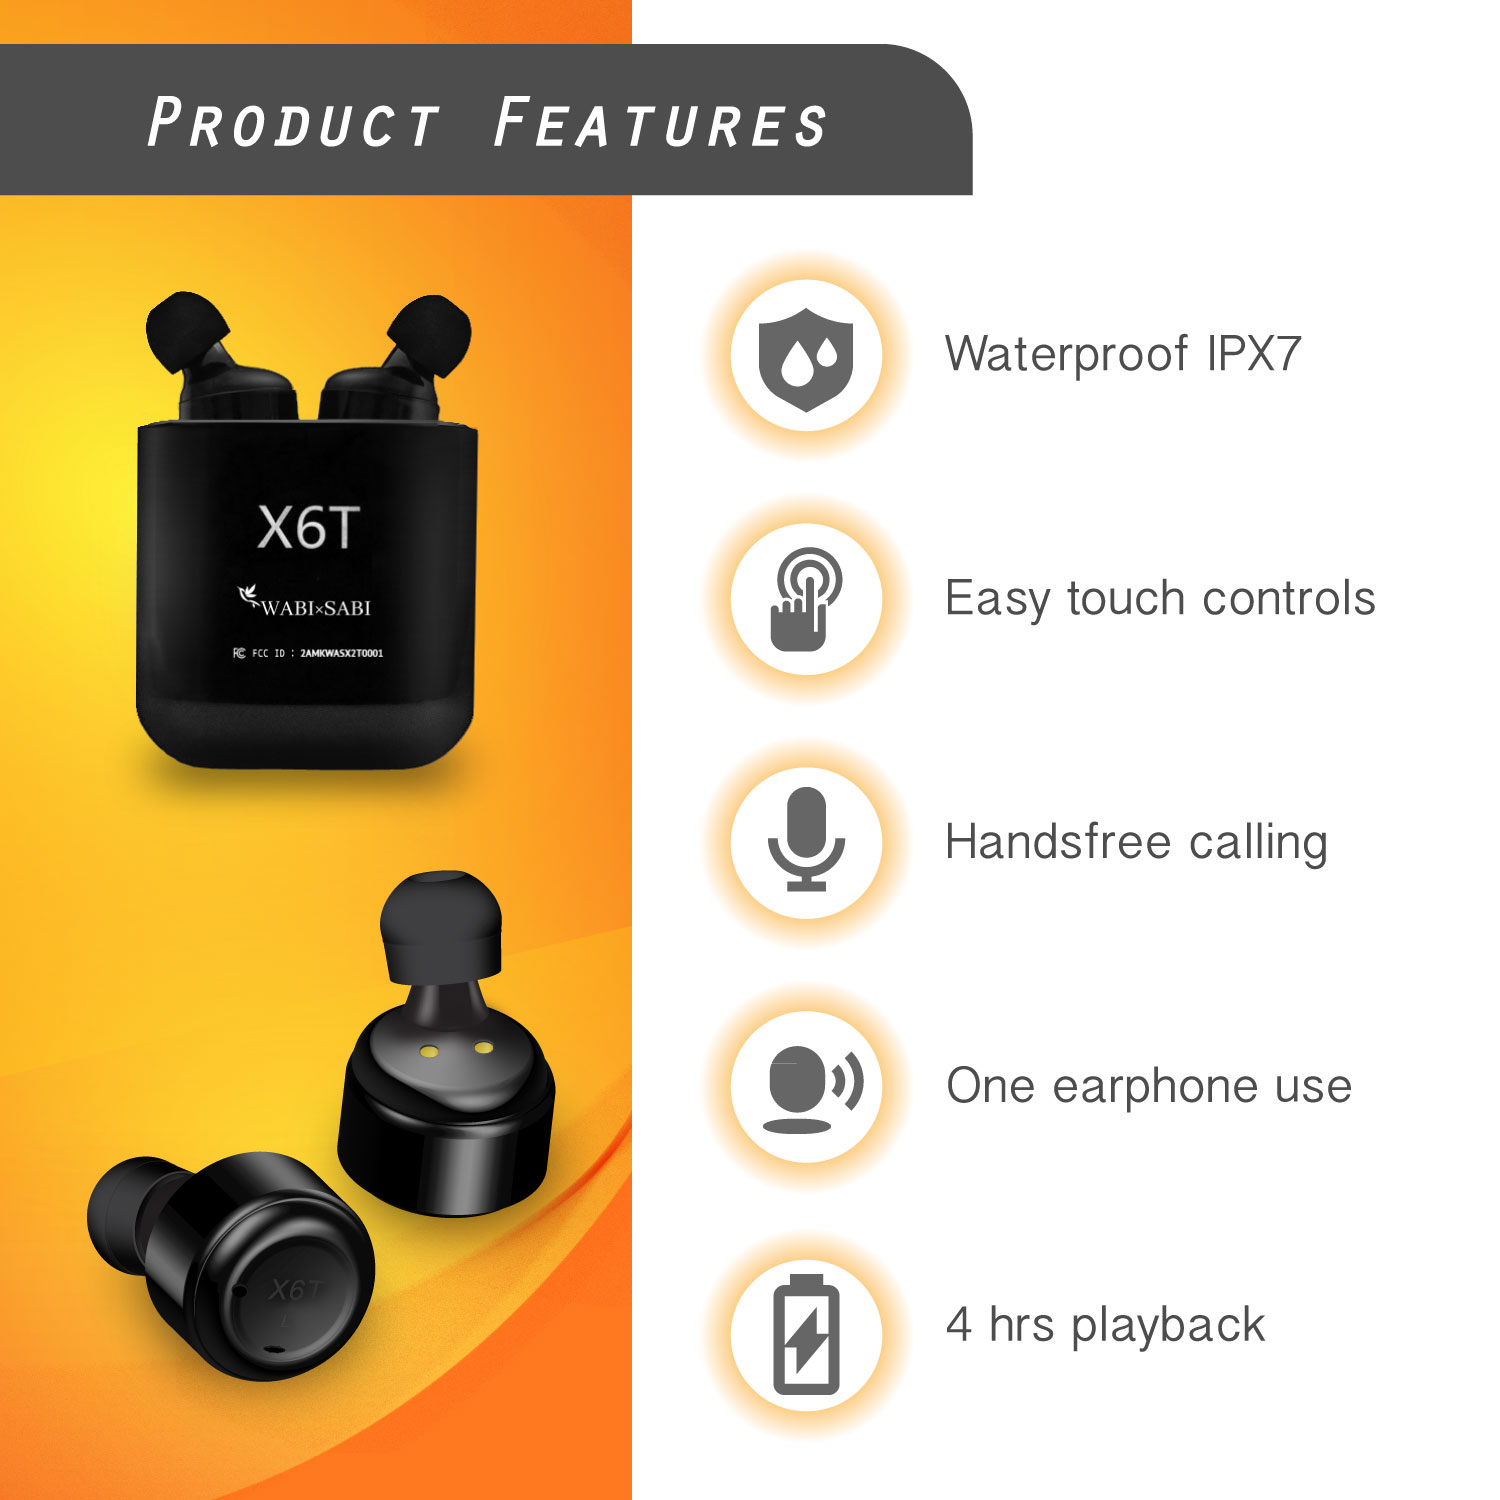 PRODUCT FEATURES
X6T
WABI×SABI
FC FCC ID : 2AMKWASX2T0001
X6T
L
Waterproof IPX7
Easy touch controls
Handsfree calling
One earphone use
4 hrs playback